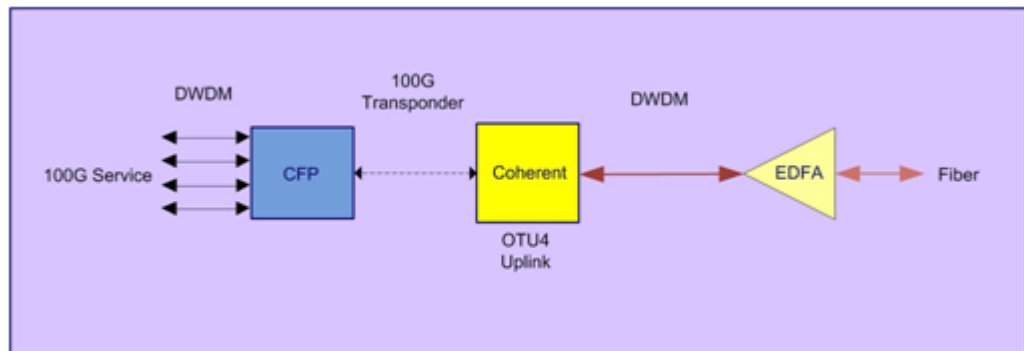 DWDM
100G
Transponder
DWDM
100G Service
CFP
Coherent
EDFA
Fiber
OTU4
Uplink